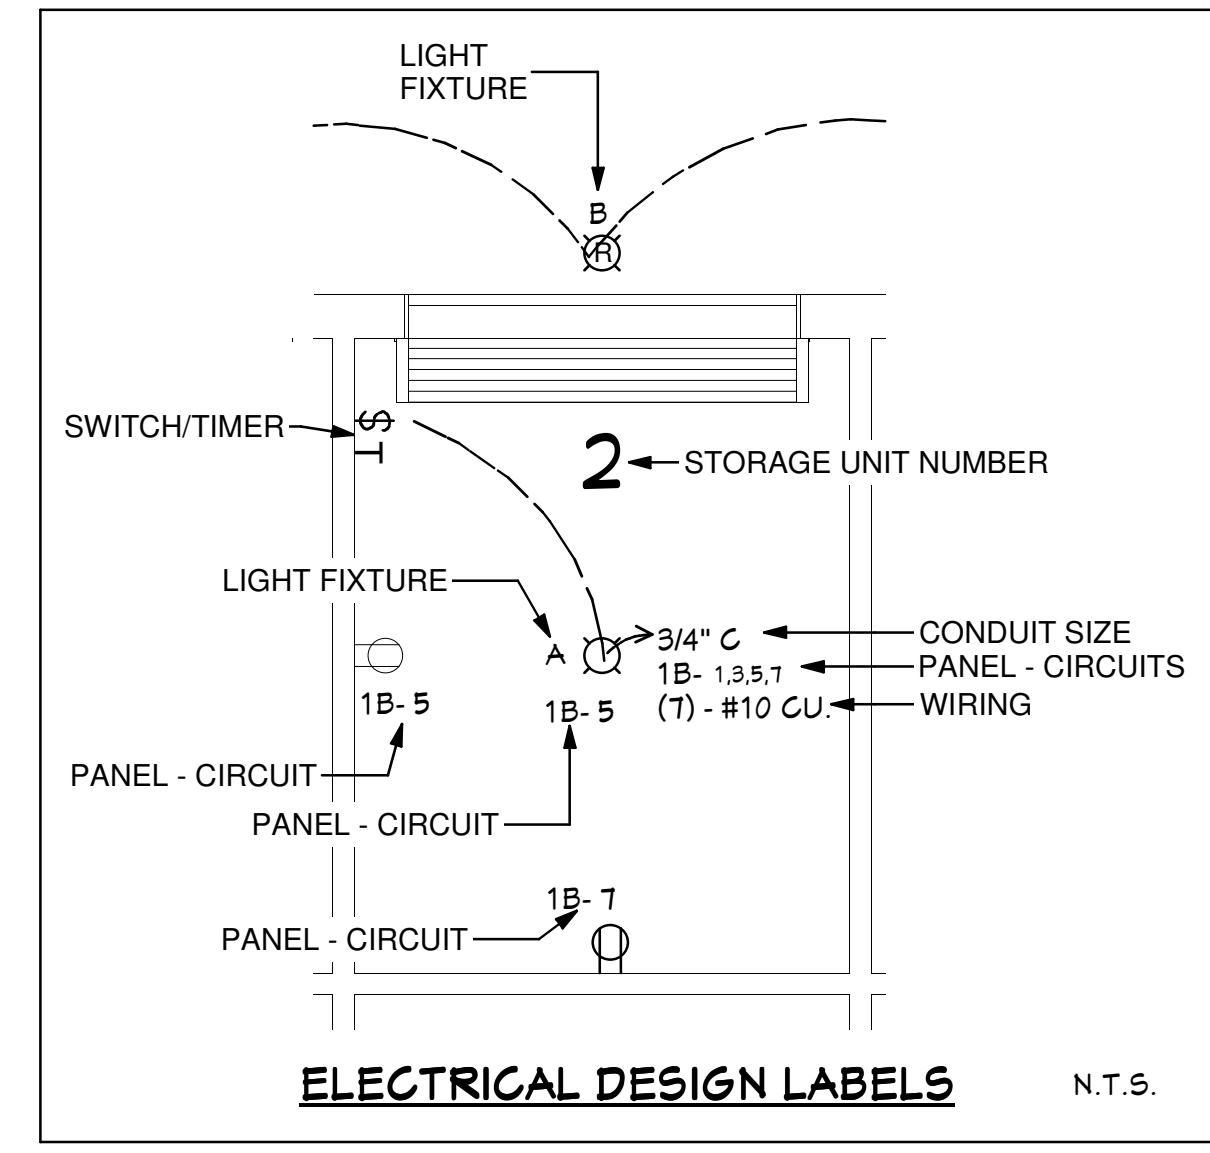 LIGHT
FIXTURE
B
R
SWITCH/TIMER
$
T
2
STORAGE UNIT NUMBER
LIGHT FIXTURE
A
3/4" C
CONDUIT SIZE
1B- 1,3,5,7
PANEL - CIRCUITS
1B- 5
1B- 5
(7) - #10 CU.
WIRING
PANEL - CIRCUIT
PANEL - CIRCUIT
1B- 7
PANEL - CIRCUIT
ELECTRICAL DESIGN LABELS
N.T.S.